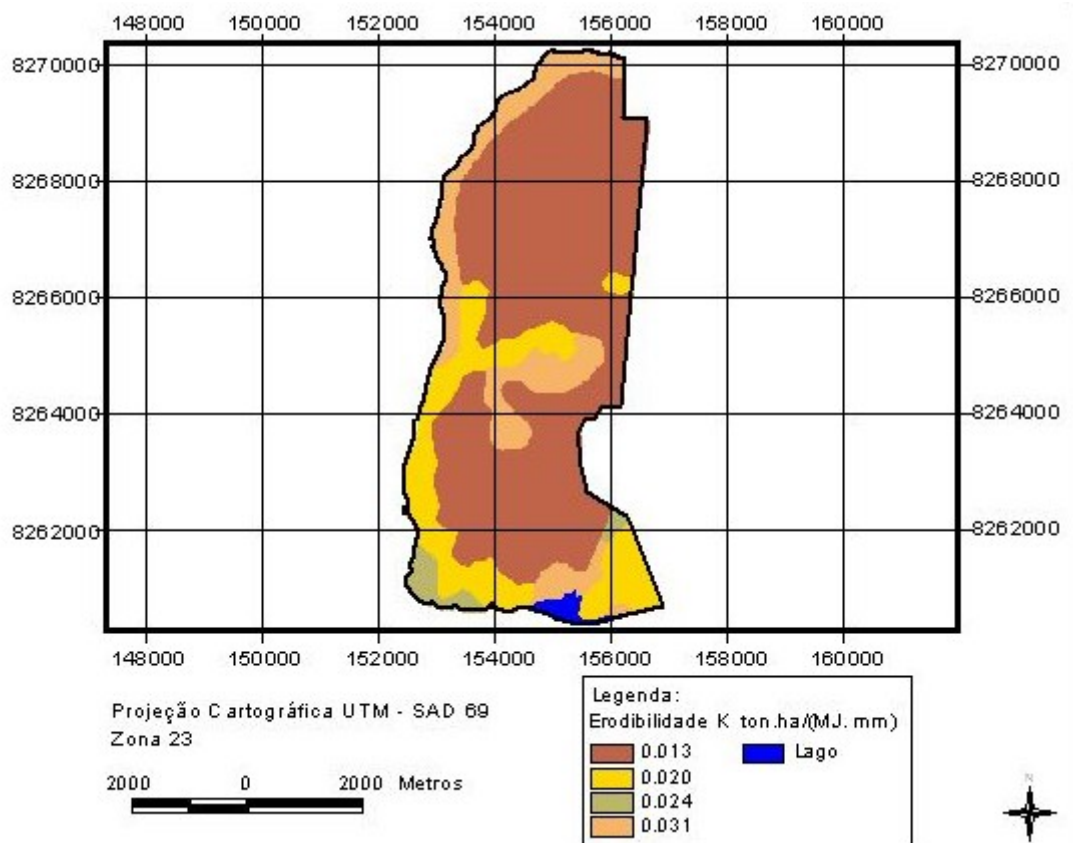 148000 150000 152000 154000 156000 158000 160000
8270000 8270000
8268000 8268000
8266000 8266000
8264000 8264000
8262000 8262000
148000 150000 152000 154000 156000 158000 160000
Projeção Cartográfica UTM - SAD 69
Zona 23
2000 0 2000 Metros
Legenda:
Erodibilidade K ton.ha/(MJ. mm)
0.013 Lago
0.020
0.024
0.031
N